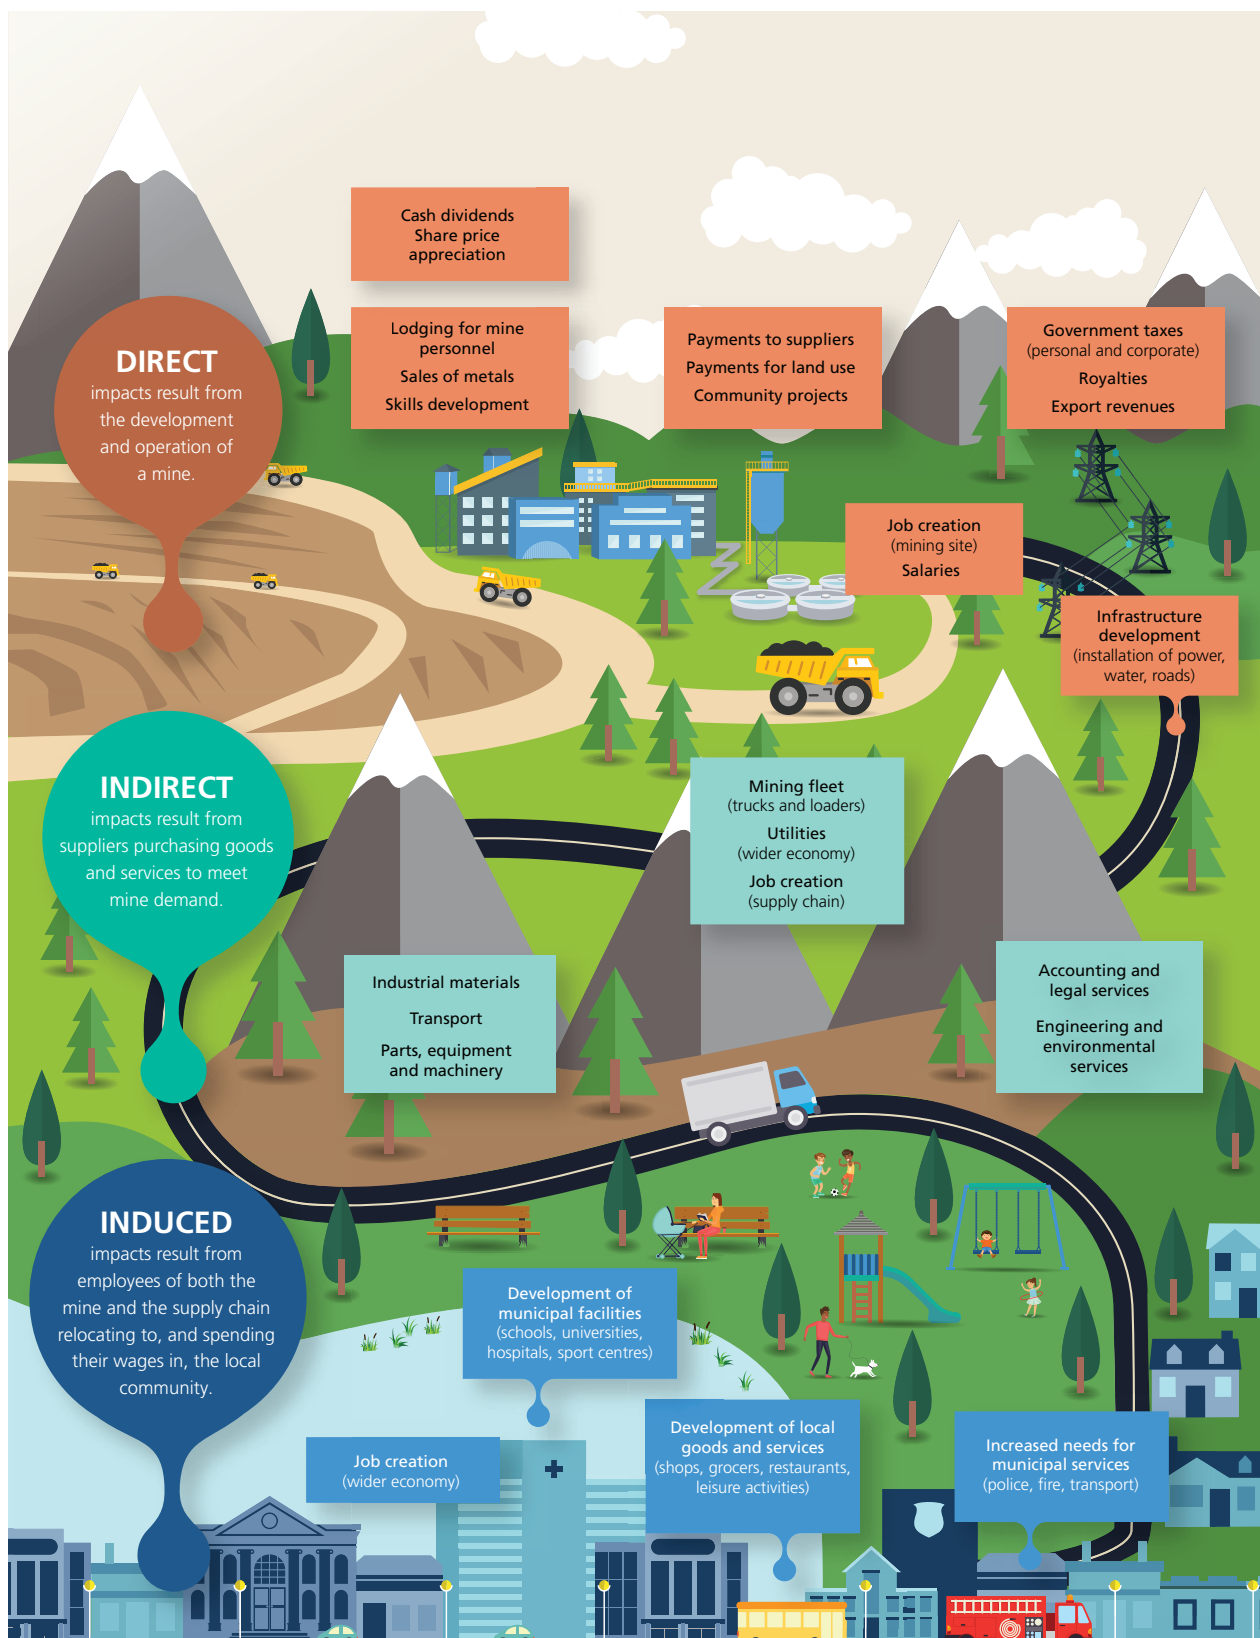 Cash dividends
Share price
appreciation
Lodging for mine
personnel
Sales of metals
Skills development
Payments to suppliers
Payments for land use
Community projects
Government taxes
(personal and corporate)
Royalties
Export revenues
DIRECT
impacts result from
the development
and operation of
a mine.
Job creation
(mining site)
Salaries
Infrastructure
development
(installation of power,
water, roads)
INDIRECT
impacts result from
suppliers purchasing goods
and services to meet
mine demand.
Mining fleet
(trucks and loaders)
Utilities
(wider economy)
Job creation
(supply chain)
Industrial materials
Transport
Parts, equipment
and machinery
Accounting and
legal services
Engineering and
environmental
services
INDUCED
impacts result from
employees of both the
mine and the supply chain
relocating to, and spending
their wages in, the local
community.
Development of
municipal facilities
(schools, universities,
hospitals, sport centres)
Job creation
(wider economy)
Development of local
goods and services
(shops, grocers, restaurants,
leisure activities)
Increased needs for
municipal services
(police, fire, transport)